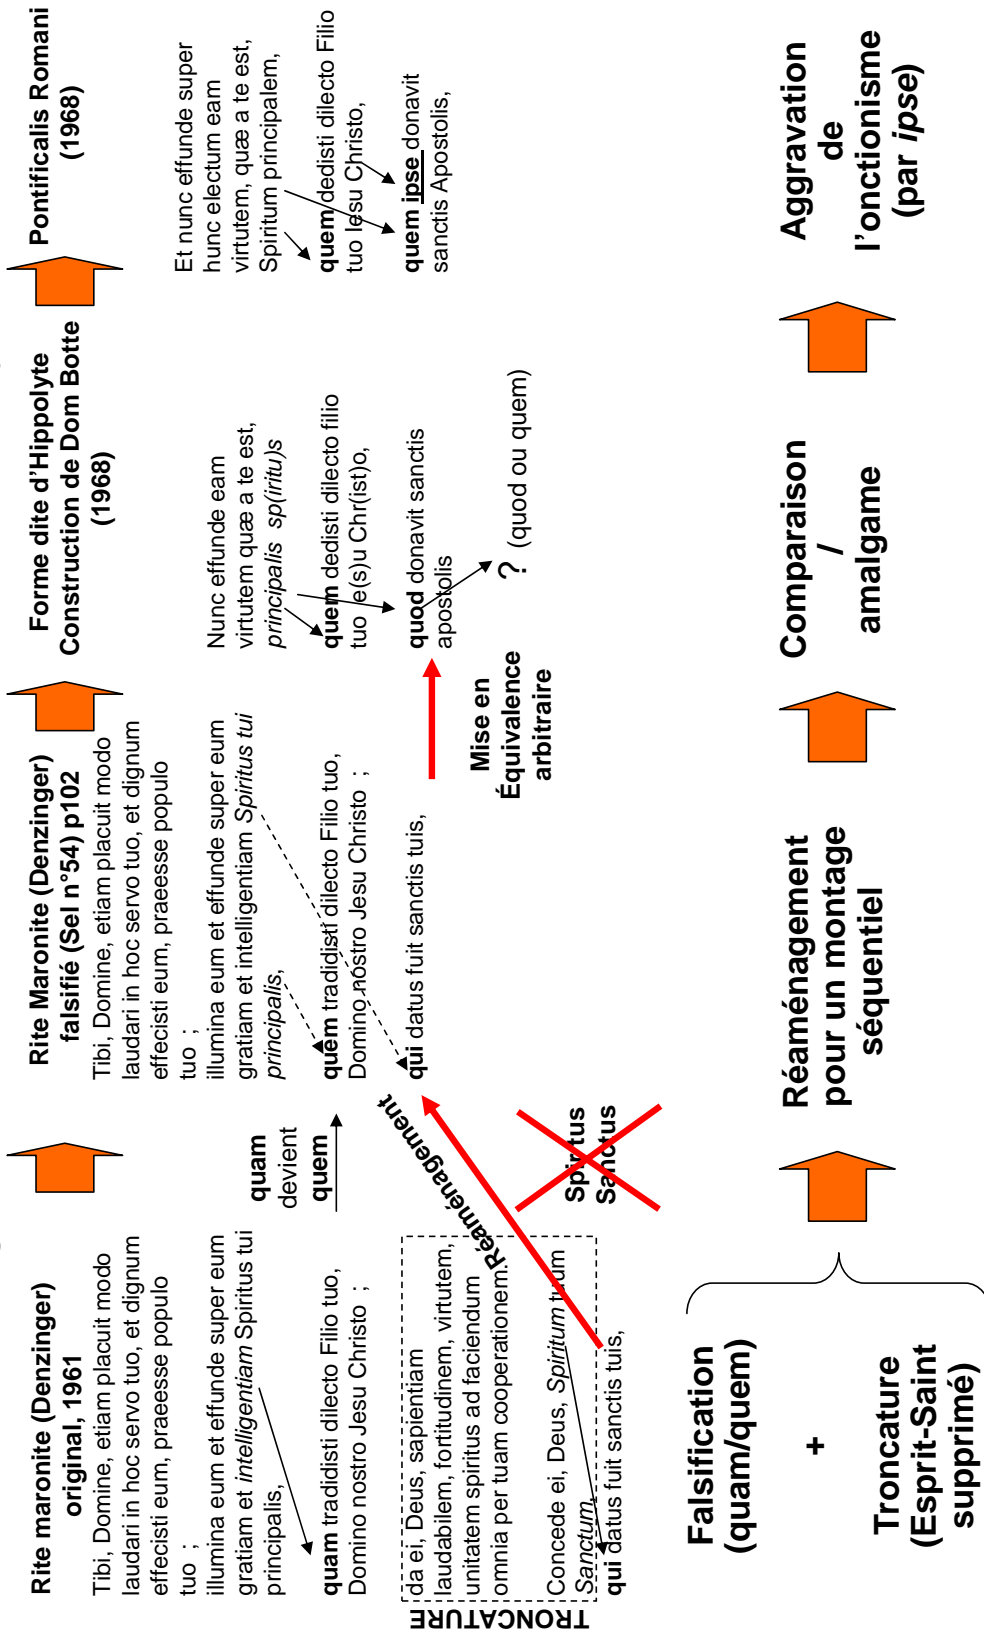 Rite maronite (Denzinger)
original, 1961
Tibi, Domine, etiam placuit modo
laudari in hoc servo tuo, et dignum
effecisti eum, praeesse populo
tuo ;
illumina eum et effunde super eum
gratiam et intelligentiam Spiritus tui
principalis,
quam tradidisti dilecto Filio tuo,
Domino nostro Jesu Christo ;
TRONCATURE
da ei, Deus, sapientiam
laudabilem, fortitudinem, virtutem,
unitatem spiritus ad faciendum
omnia per tuam cooperationem.
Concede ei, Deus, Spiritum tuum
Sanctum,
qui datus fuit sanctis tuis,
quam
devient
quem
Réaménagement
Spiritus
Sanctus
Rite Maronite (Denzinger)
falsifié (Sel n°54) p102
Tibi, Domine, etiam placuit modo
laudari in hoc servo tuo, et dignum
effecisti eum, praeesse populo
tuo ;
illumina eum et effunde super eum
gratiam et intelligentiam Spiritus tui
principalis,
quem tradidisti dilecto Filio tuo,
Domino nostro Jesu Christo ;
qui datus fuit sanctis tuis,
Mise en
Équivalence
arbitraire
Forme dite d'Hippolyte
Construction de Dom Botte
(1968)
Nunc effunde eam
virtutem quæ a te est,
principalis sp(iritu)s
quem dedisti dilecto filio
tuo Ie(s)u Chr(ist)o,
quod donavit sanctis
apostolis
? (quod ou quem)
Pontificalis Romani
(1968)
Et nunc effunde super
hunc electum eam
virtutem, quæ a te est,
Spiritum principalem,
quem dedisti dilecto Filio
tuo Iesu Christo,
quem ipse donavit
sanctis Apostolis,
Falsification
(quam/quem)
+
Troncature
(Esprit-Saint
supprimé)
Réaménagement
pour un montage
séquentiel
Comparaison
/
amalgame
Aggravation
de
l'onctionisme
(par ipse)